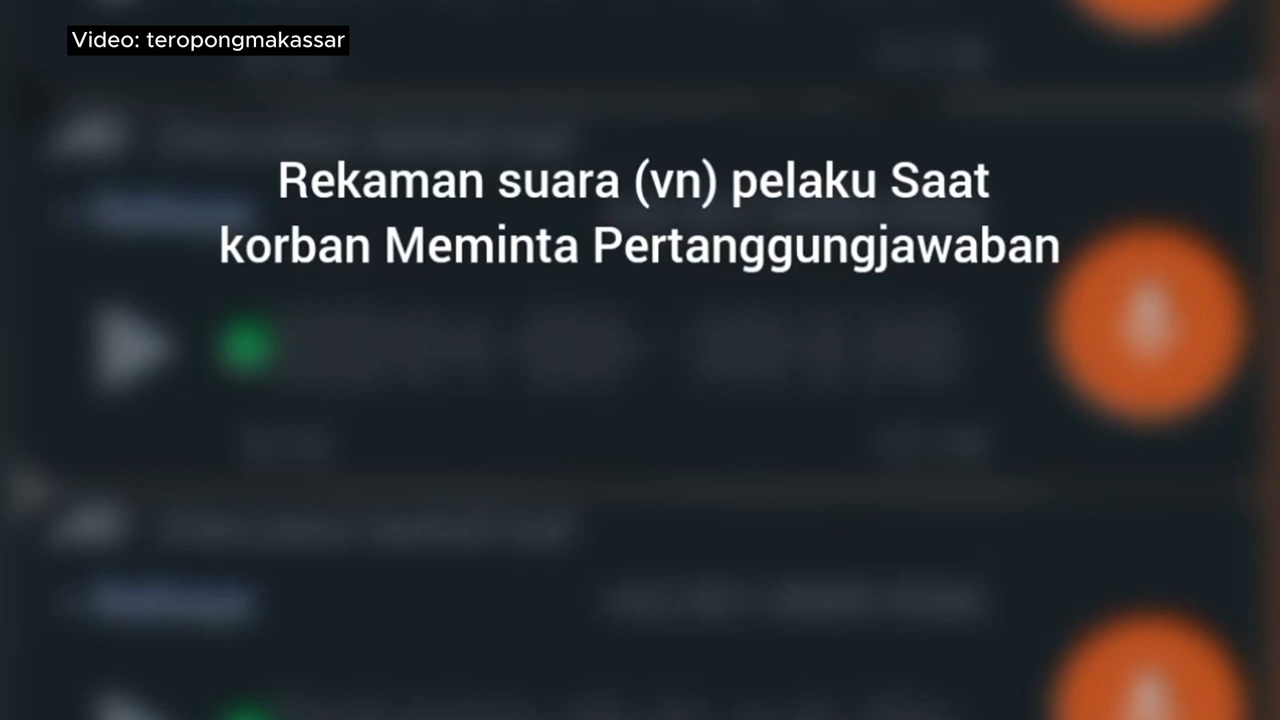 Video: teropongmakassar
Rekaman suara (vn) pelaku Saat
korban Meminta Pertanggungjawaban